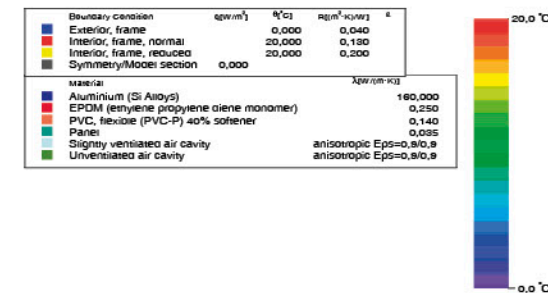 Boundary Condition q[W/m²] θ[°C] R[(m²·K)/W] ε
Exterior, frame 0,000 0,040
Interior, frame, normal 20,000 0,130
Interior, frame, reduced 20,000 0,200
Symmetry/Model section 0,000
Material λ[W/(m·K)]
Aluminium (Si Alloys) 160,000
EPDM (ethylene propylene diene monomer) 0,250
PVC, flexible (PVC-P) 40% softener 0,140
Panel 0,035
Slightly ventilated air cavity anisotropic Eps=0,9/0,9
Unventilated air cavity anisotropic Eps=0,9/0,9
20,0 °C
0,0 °C